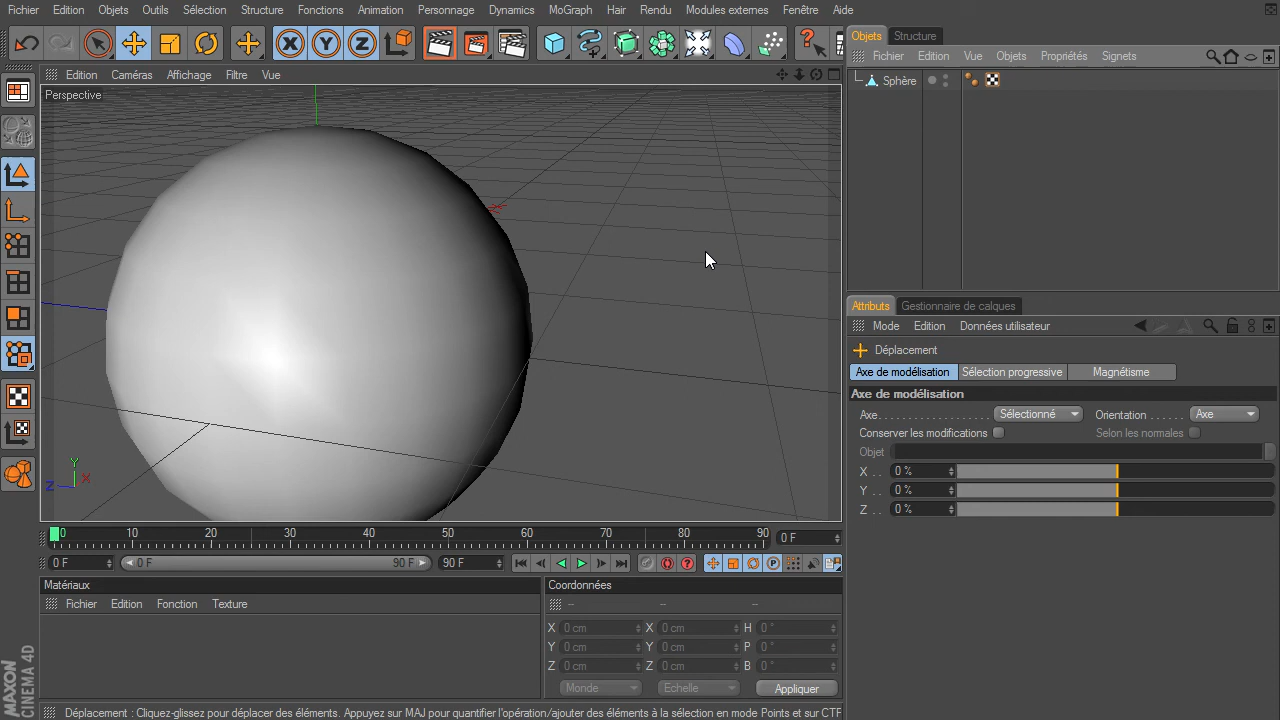 Fichier Edition Objets Outils Sélection Structure Fonctions Animation Personnage Dynamics MoGraph Hair Rendu Modules externes Fenêtre Aide
X Y Z
Objets Structure
Fichier Edition Vue Objets Propriétés Signets
Edition Caméras Affichage Filtre Vue
Perspective
Sphère
Attributs Gestionnaire de calques
Mode Edition Données utilisateur
Déplacement
Axe de modélisation Sélection progressive Magnétisme
Axe de modélisation
Axe Sélectionné Orientation Axe
Conserver les modifications Selon les normales
Objet
X 0 %
Y 0 %
Z 0 %
Y
X
Z
0 10 20 30 40 50 60 70 80 90 0 F
0 F 0 F 90 F 90 F
P
Matériaux
Fichier Edition Fonction Texture
Coordonnées
-- -- --
X 0 cm X 0 cm H 0 °
Y 0 cm Y 0 cm P 0 °
Z 0 cm Z 0 cm B 0 °
Monde Echelle Appliquer
MAXON
CINEMA 4D
Déplacement : Cliquez-glissez pour déplacer des éléments. Appuyez sur MAJ pour quantifier l'opération/ajouter des éléments à la sélection en mode Points et sur CTF